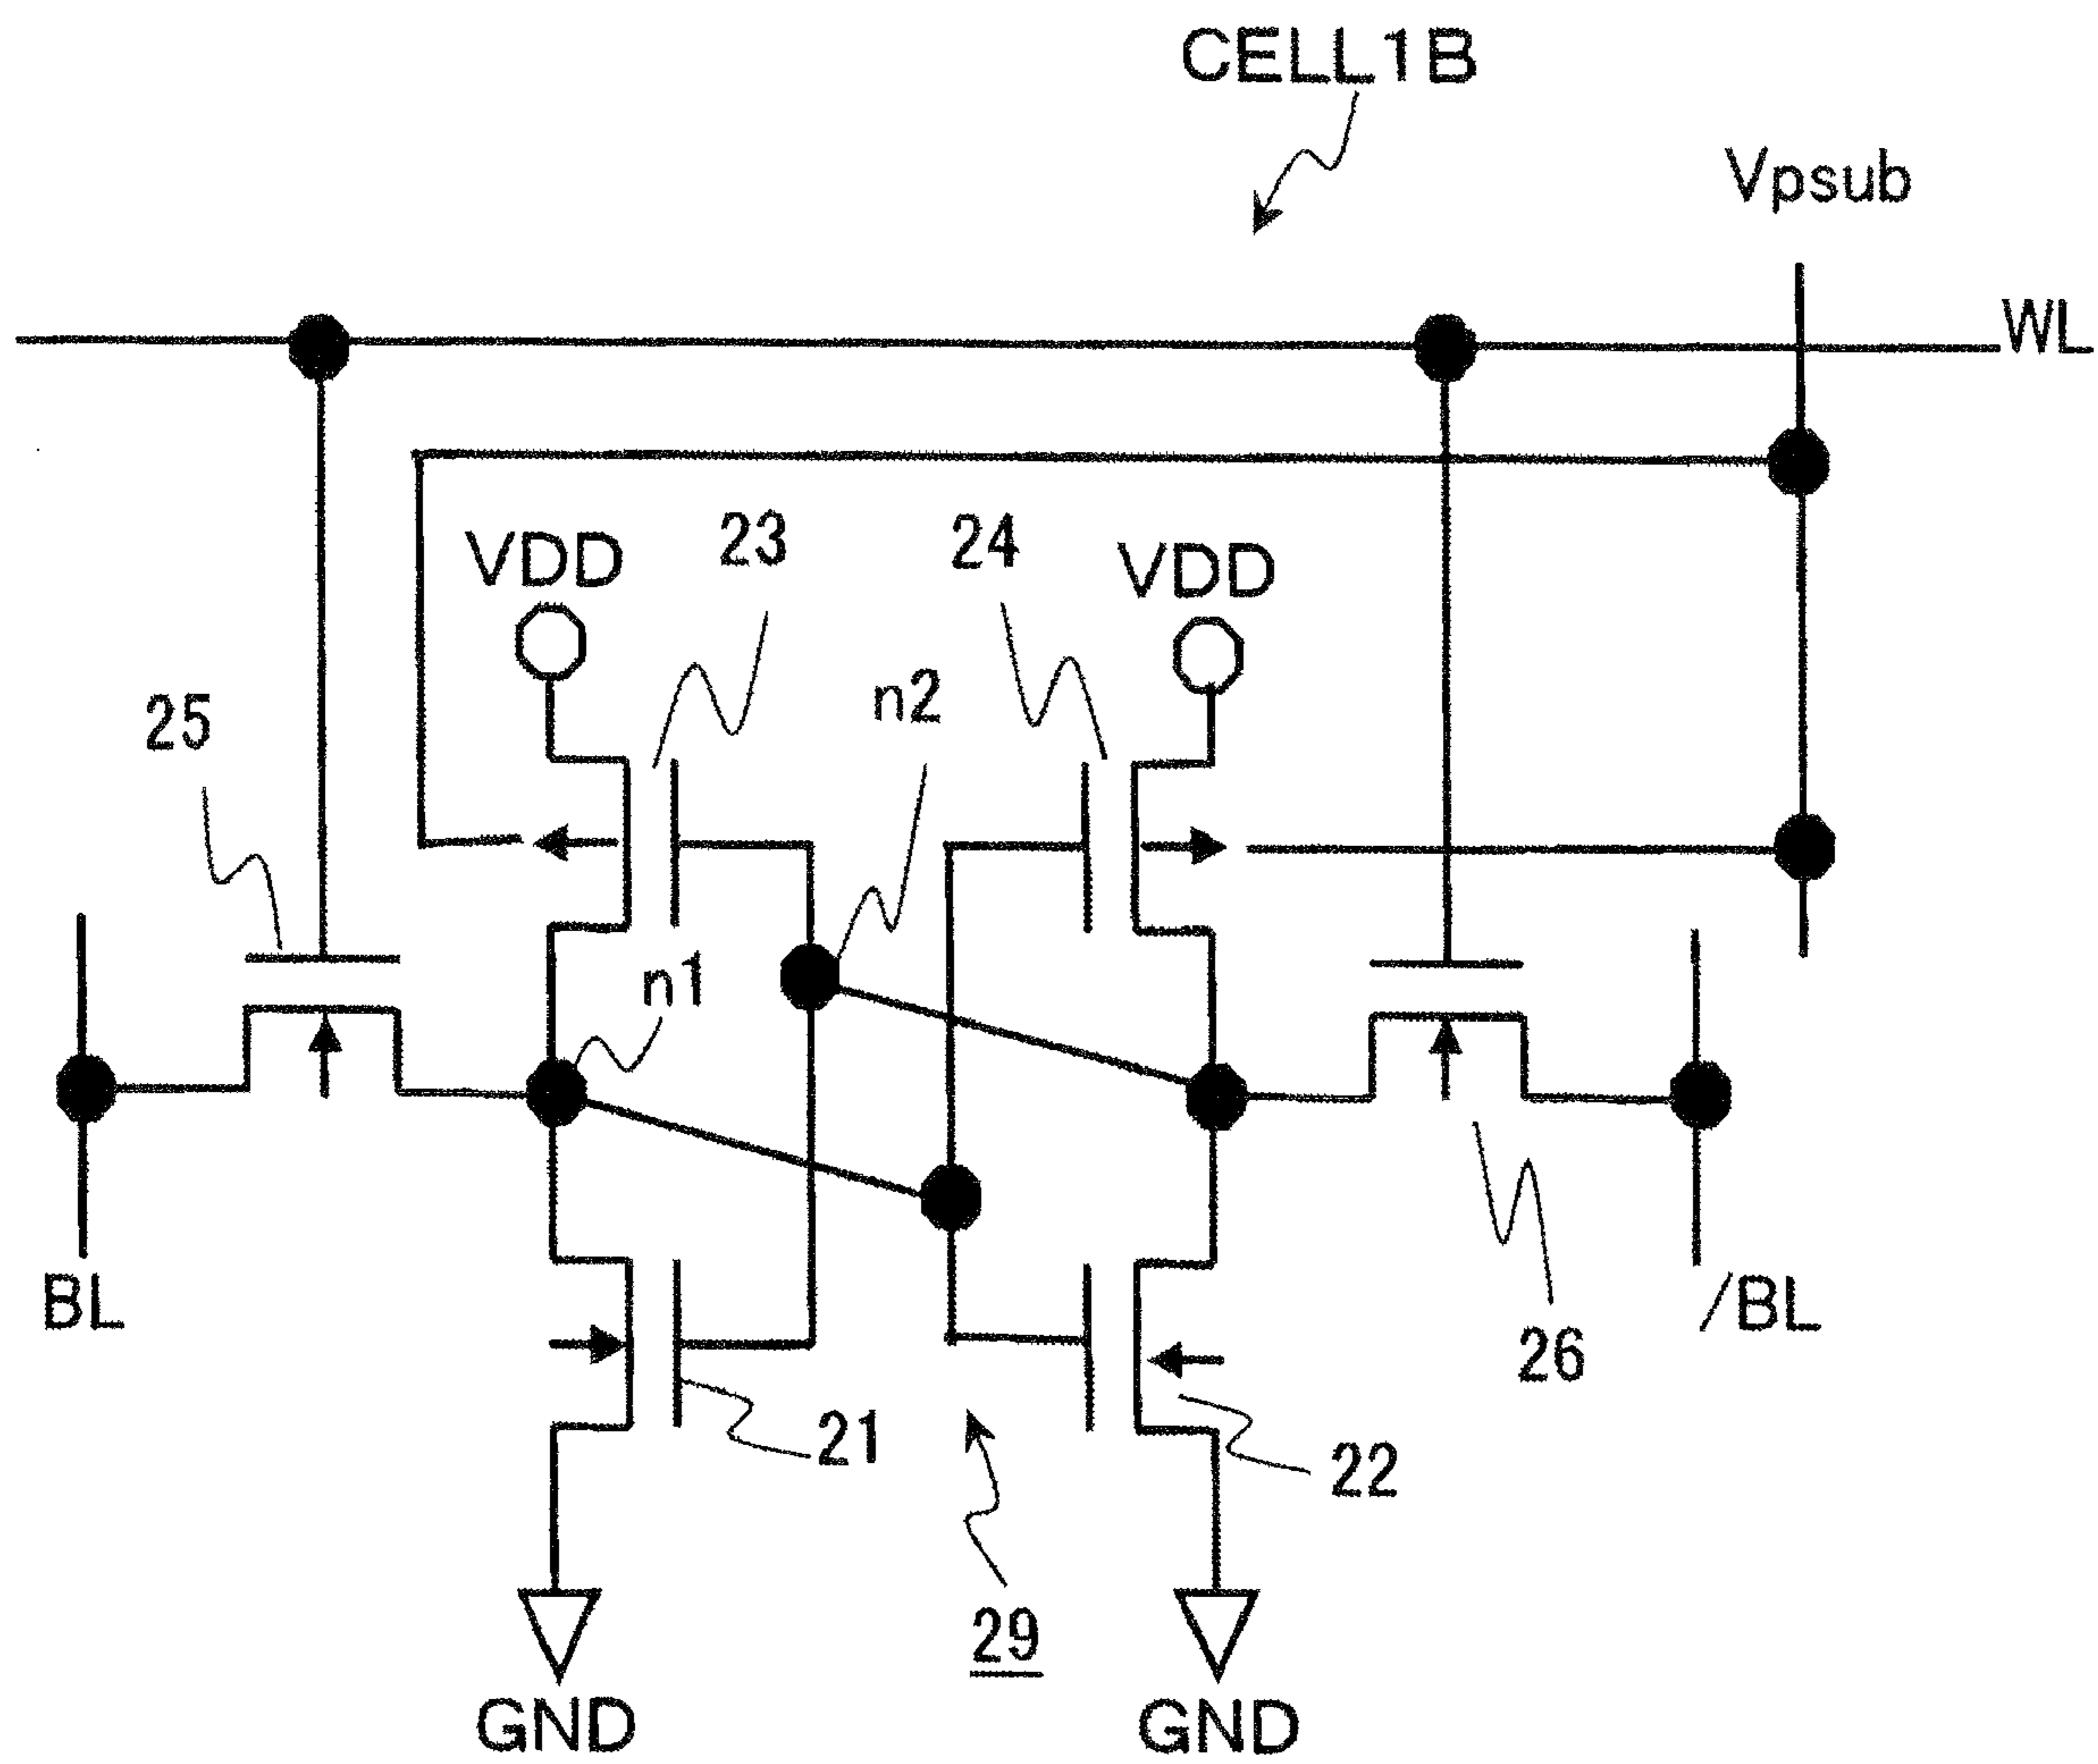 CELL1B
Vpsub
WL
23
24
VDD
VDD
n2
25
n1
BL
/BL
26
21
22
29
GND
GND